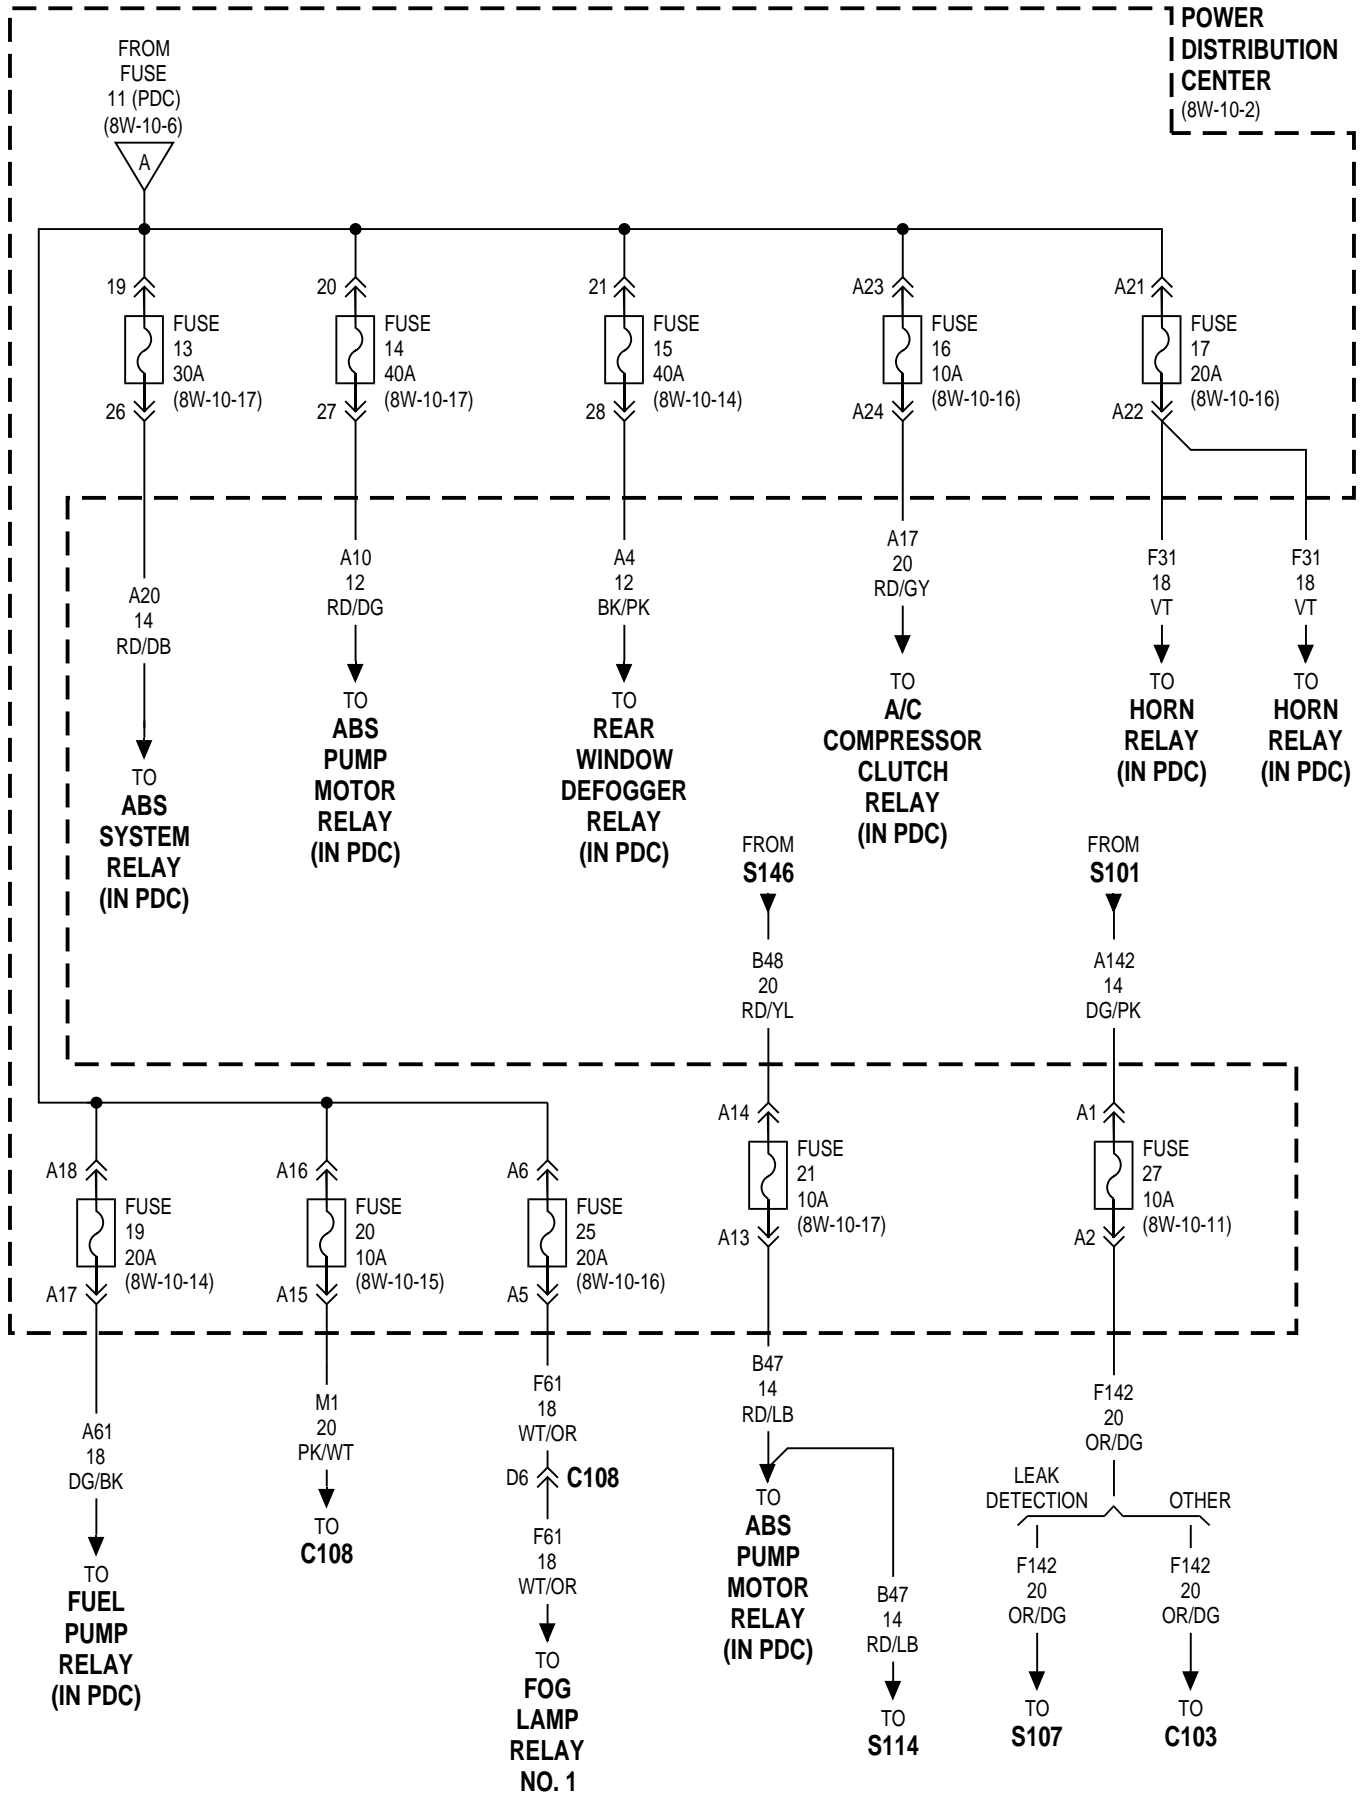 POWER
DISTRIBUTION
CENTER
(8W-10-2)
FROM
FUSE
11 (PDC)
(8W-10-6)
A
19
FUSE
13
30A
(8W-10-17)
26
20
FUSE
14
40A
(8W-10-17)
27
21
FUSE
15
40A
(8W-10-14)
28
A23
FUSE
16
10A
(8W-10-16)
A24
A21
FUSE
17
20A
(8W-10-16)
A22
A20
14
RD/DB
TO
ABS
SYSTEM
RELAY
(IN PDC)
A10
12
RD/DG
TO
ABS
PUMP
MOTOR
RELAY
(IN PDC)
A4
12
BK/PK
TO
REAR
WINDOW
DEFOGGER
RELAY
(IN PDC)
A17
20
RD/GY
TO
A/C
COMPRESSOR
CLUTCH
RELAY
(IN PDC)
F31
18
VT
TO
HORN
RELAY
(IN PDC)
F31
18
VT
TO
HORN
RELAY
(IN PDC)
FROM
S146
B48
20
RD/YL
FROM
S101
A142
14
DG/PK
A18
FUSE
19
20A
(8W-10-14)
A17
A16
FUSE
20
10A
(8W-10-15)
A15
A6
FUSE
25
20A
(8W-10-16)
A5
A14
FUSE
21
10A
(8W-10-17)
A13
A1
FUSE
27
10A
(8W-10-11)
A2
A61
18
DG/BK
TO
FUEL
PUMP
RELAY
(IN PDC)
M1
20
PK/WT
TO
C108
F61
18
WT/OR
D6
C108
F61
18
WT/OR
TO
FOG
LAMP
RELAY
NO. 1
B47
14
RD/LB
TO
ABS
PUMP
MOTOR
RELAY
(IN PDC)
B47
14
RD/LB
TO
S114
F142
20
OR/DG
LEAK
DETECTION
OTHER
F142
20
OR/DG
TO
S107
F142
20
OR/DG
TO
C103